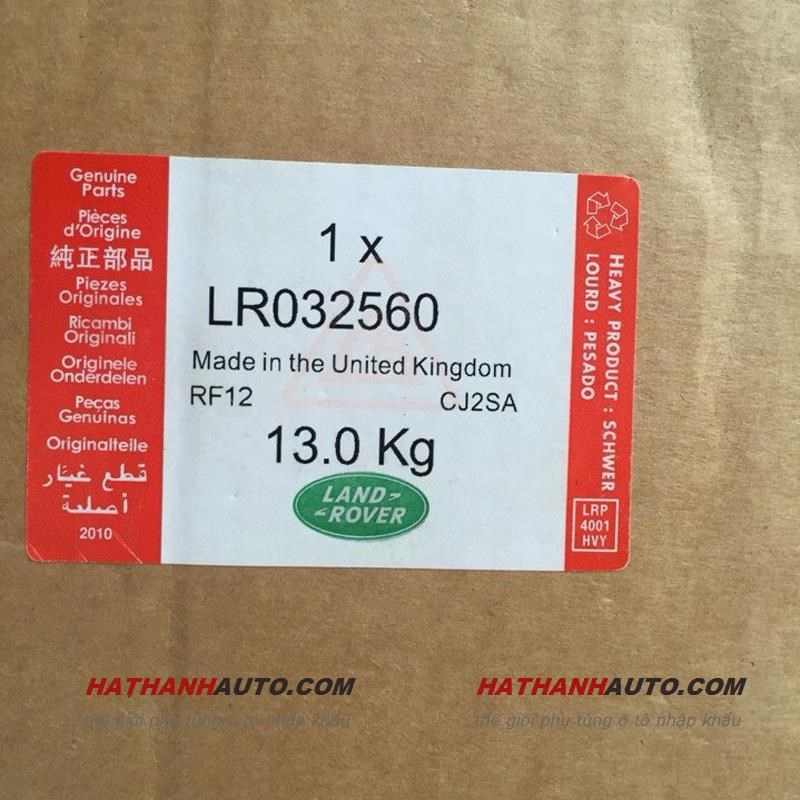 Genuine
Parts
Pièces
d'Origine
純正部品
Piezes
Originales
Ricambi
Originali
Originele
Onderdelen
Peças
Genuinas
Originalteile
قطع غيار
أصلية
2010
1 x
LR032560
Made in the United Kingdom
RF12 CJ2SA
13.0 Kg
LAND
ROVER
HEAVY PRODUCT : SCHWER
LOURD : PESADO
LRP
4001
HVY
HATHANHAUTO.COM
thế giới phụ tùng ô tô nhập khẩu
HATHANHAUTO.COM
thế giới phụ tùng ô tô nhập khẩu